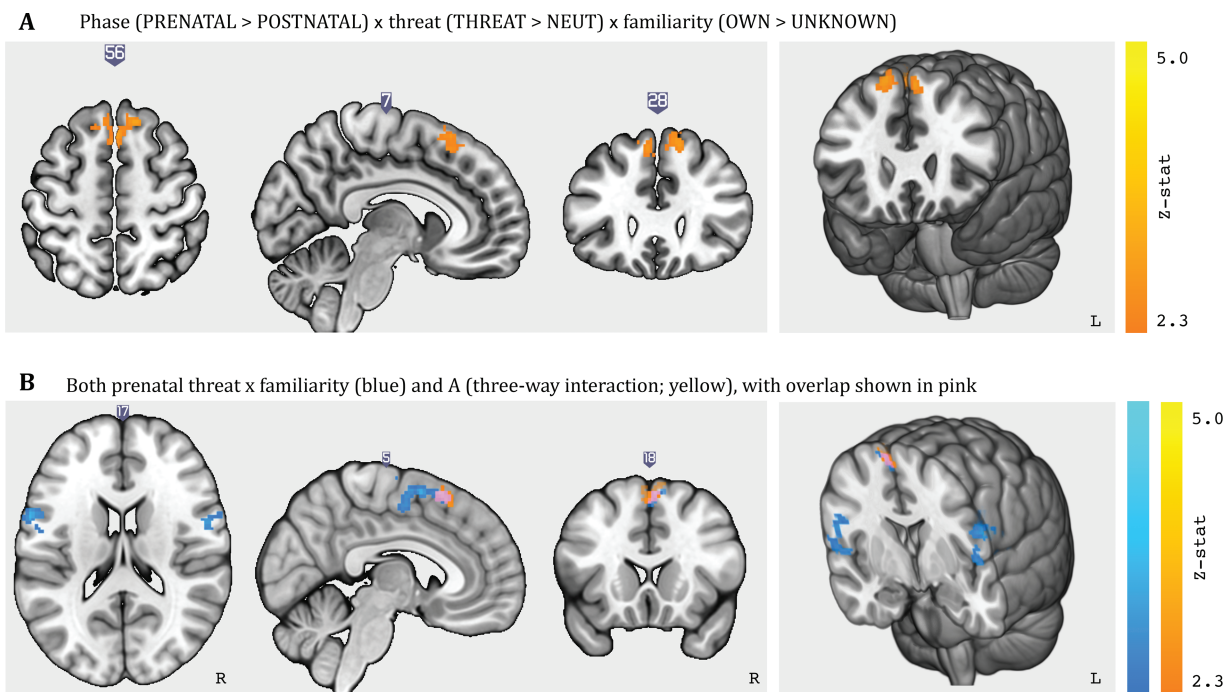 A Phase (PRENATAL > POSTNATAL) x threat (THREAT > NEUT) x familiarity (OWN > UNKNOWN)
56
7
28
5.0
Z-stat
2.3
L
B Both prenatal threat x familiarity (blue) and A (three-way interaction; yellow), with overlap shown in pink
17
5
18
5.0
Z-stat
2.3
R
R
L